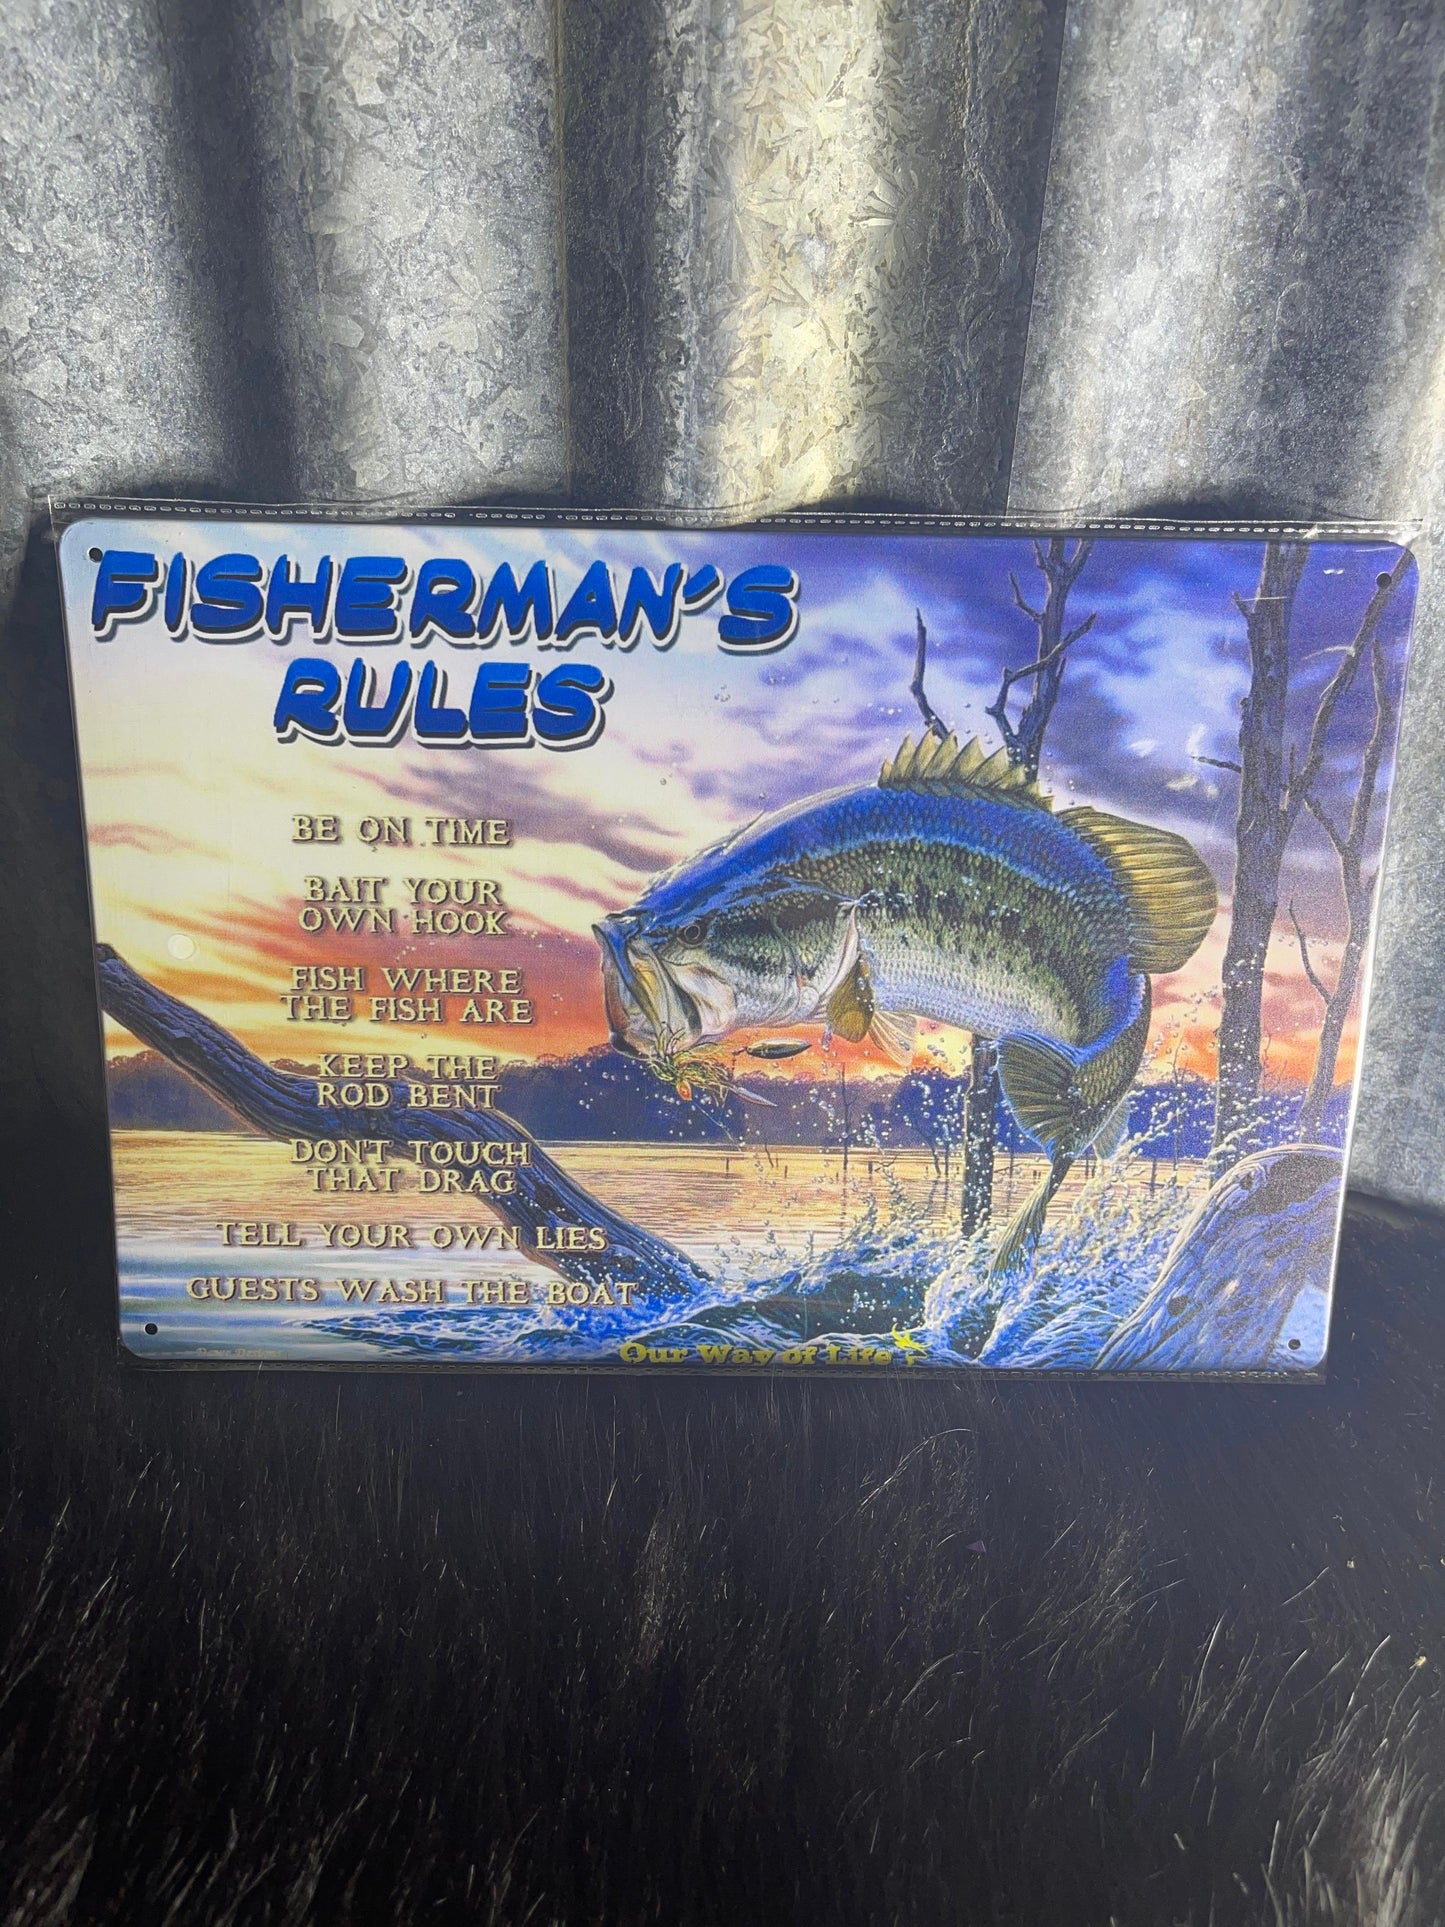 FISHERMAN'S
RULES
BE ON TIME
BAIT YOUR
OWN HOOK
FISH WHERE
THE FISH ARE
KEEP THE
ROD BENT
DON'T TOUCH
THAT DRAG
TELL YOUR OWN LIES
GUESTS WASH THE BOAT
Our Way of Life